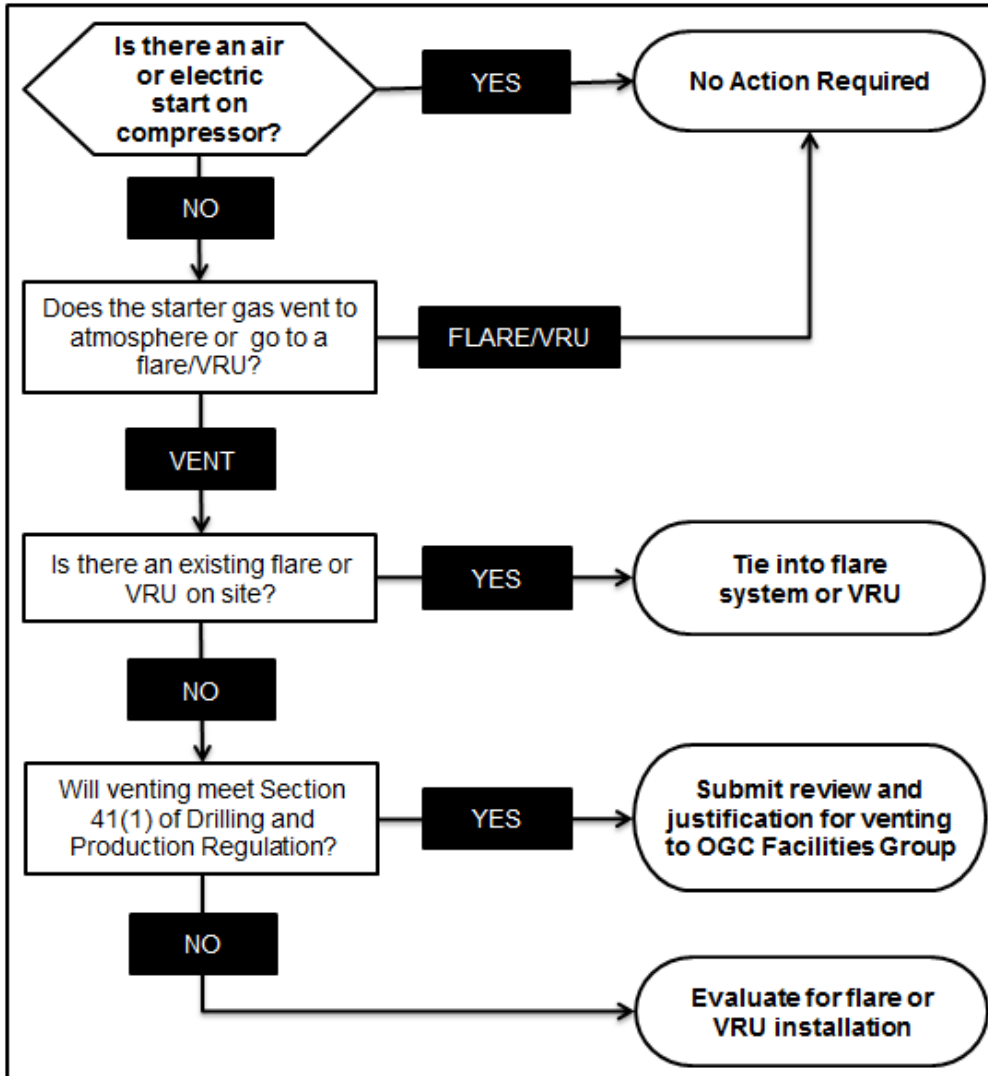 Is there an air
or electric
start on
compressor?
YES
No Action Required
NO
Does the starter gas vent to
atmosphere or go to a
flare/VRU?
FLARE/VRU
VENT
Is there an existing flare or
VRU on site?
YES
Tie into flare
system or VRU
NO
Will venting meet Section
41(1) of Drilling and
Production Regulation?
YES
Submit review and
justification for venting
to OGC Facilities Group
NO
Evaluate for flare or
VRU installation